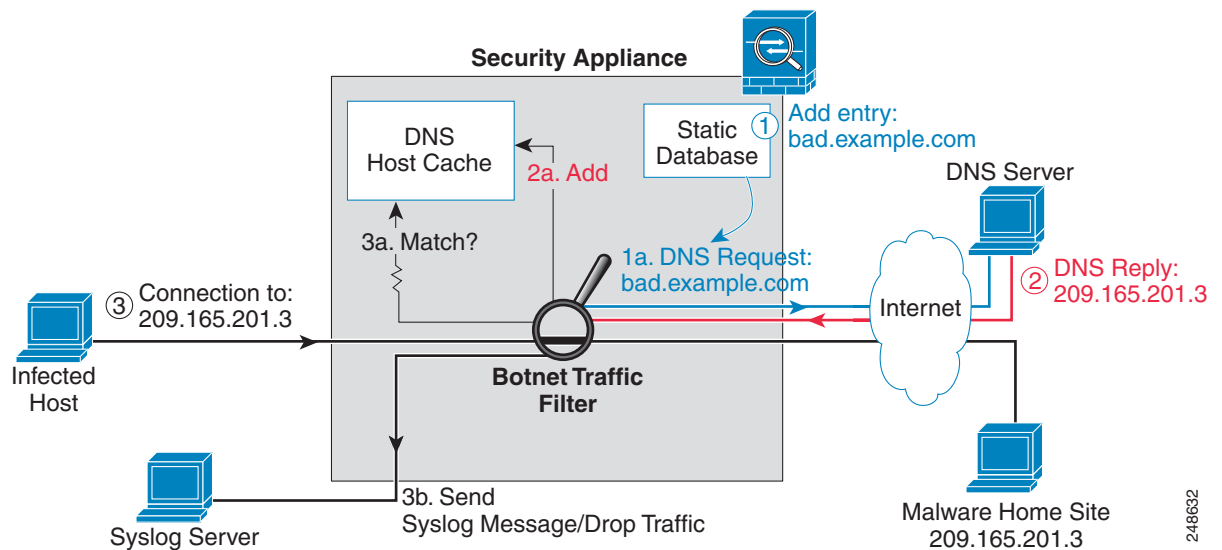 Security Appliance
DNS
Host Cache
2a. Add
Static
Database
1
Add entry:
bad.example.com
DNS Server
3a. Match?
1a. DNS Request:
bad.example.com
2
DNS Reply:
209.165.201.3
Internet
3
Connection to:
209.165.201.3
Infected
Host
Botnet Traffic
Filter
3b. Send
Syslog Message/Drop Traffic
Syslog Server
Malware Home Site
209.165.201.3
248632